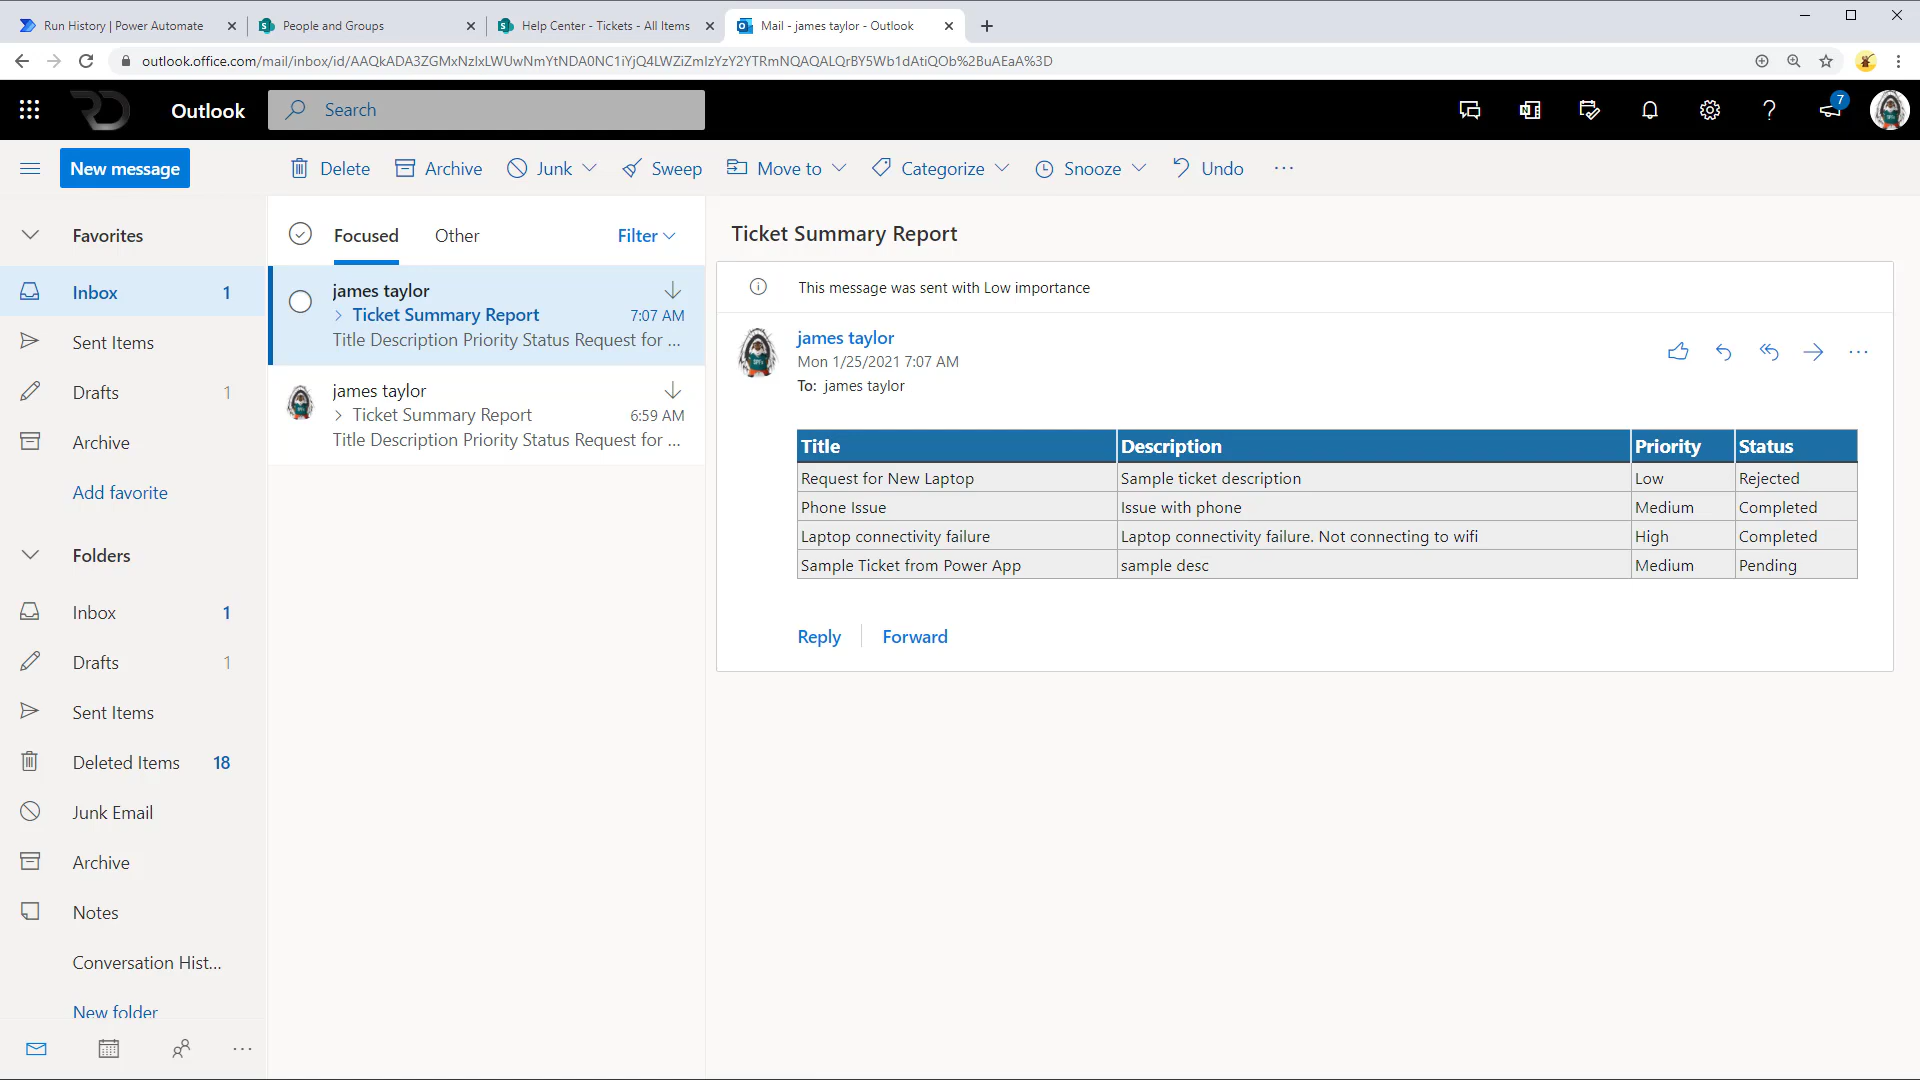 Run History | Power Automate
People and Groups
Help Center - Tickets - All Items
Mail - james taylor - Outlook
outlook.office.com/mail/inbox/id/AAQkADA3ZGMxNzIxLWUwNmYtNDA0NC1iYjQ4LWZiZmIzYzY2YTRmNQAQALQrBY5Wb1dAtiQOb%2BuAEaA%3D
Outlook
Search
7
New message
Delete
Archive
Junk
Sweep
Move to
Categorize
Snooze
Undo
Favorites
Inbox 1
Sent Items
Drafts 1
Archive
Add favorite
Folders
Inbox 1
Drafts 1
Sent Items
Deleted Items 18
Junk Email
Archive
Notes
Conversation Hist...
New folder
Focused
Other
Filter
james taylor
Ticket Summary Report 7:07 AM
Title Description Priority Status Request for ...
james taylor
Ticket Summary Report 6:59 AM
Title Description Priority Status Request for ...
Ticket Summary Report
This message was sent with Low importance
james taylor
Mon 1/25/2021 7:07 AM
To: james taylor
Title Description Priority Status
Request for New Laptop Sample ticket description Low Rejected
Phone Issue Issue with phone Medium Completed
Laptop connectivity failure Laptop connectivity failure. Not connecting to wifi High Completed
Sample Ticket from Power App sample desc Medium Pending
Reply
Forward